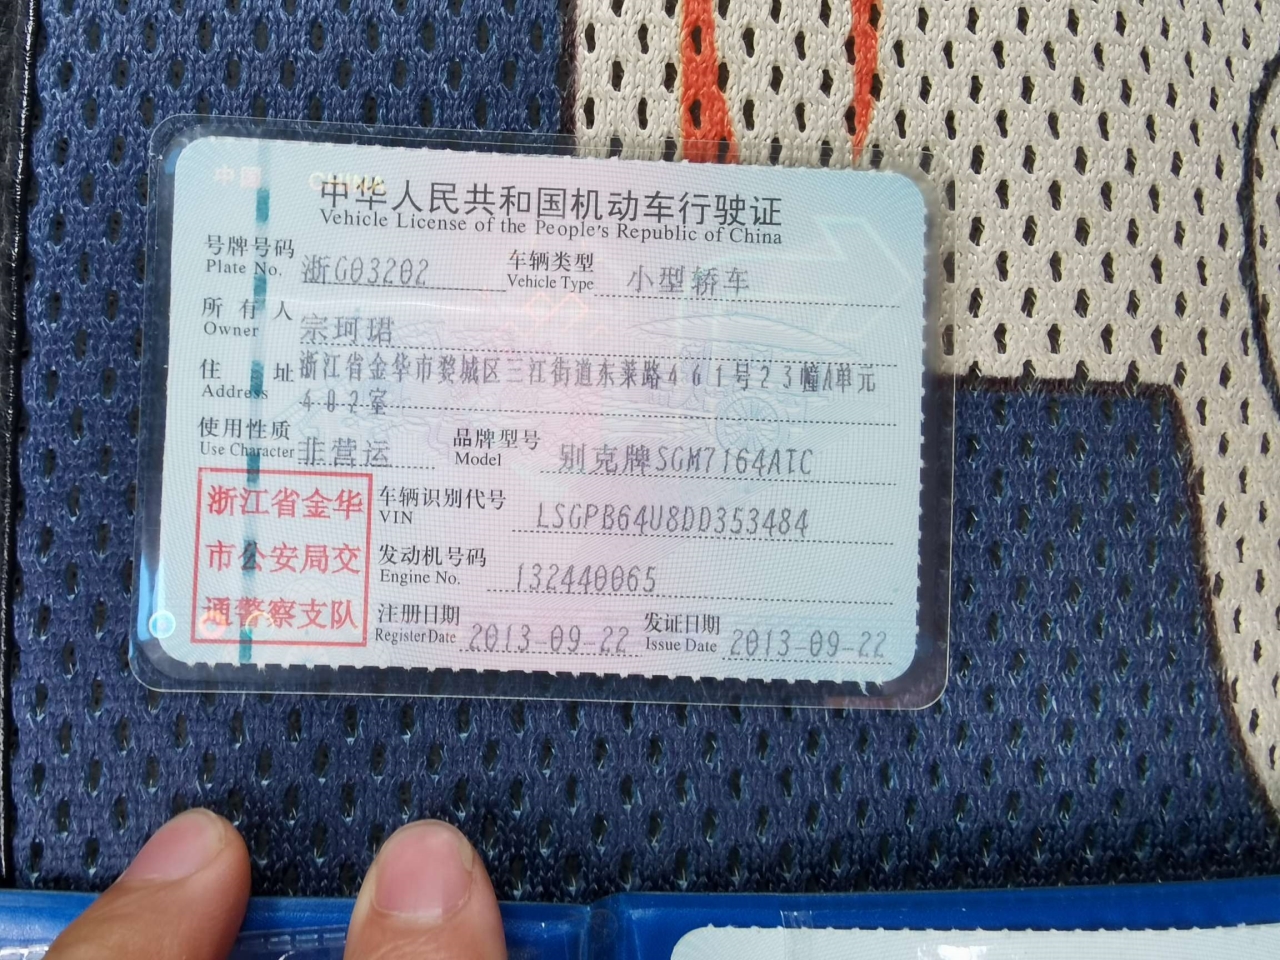 中国 CHINA
中华人民共和国机动车行驶证
Vehicle License of the People's Republic of China
号牌号码 浙G03202 车辆类型 小型轿车
Plate No. Vehicle Type
所有人 宗珂珺
Owner
住址 浙江省金华市婺城区三江街道东莱路461号23幢A单元
Address 402室
使用性质 非营运 品牌型号 别克牌SGM7164ATC
Use Character Model
浙江省金华
市公安局交
通警察支队
车辆识别代号 LSGPB64U8DD353484
VIN
发动机号码 132440065
Engine No.
注册日期 2013-09-22 发证日期 2013-09-22
Register Date Issue Date